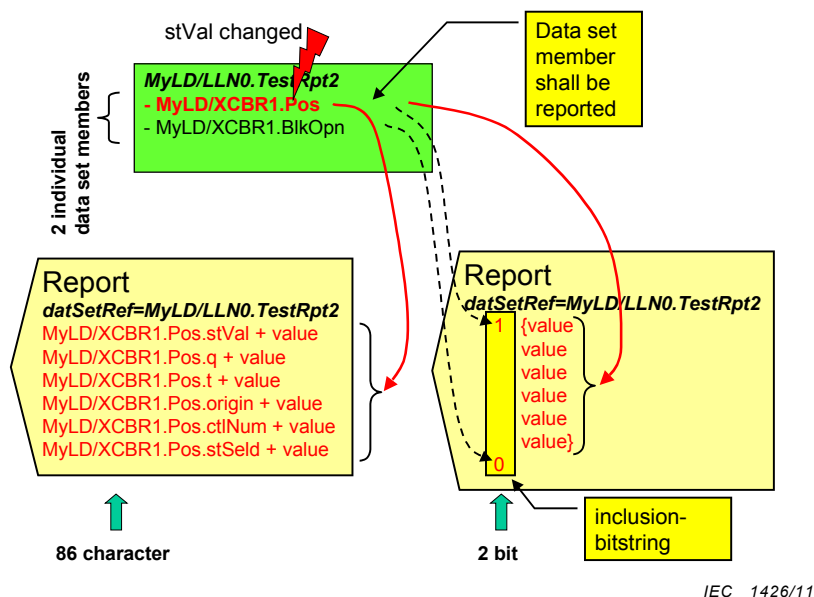 stVal changed
Data set
member
shall be
reported
MyLD/LLN0.TestRpt2
- MyLD/XCBR1.Pos
- MyLD/XCBR1.BlkOpn
2 individual
data set members
Report
datSetRef=MyLD/LLN0.TestRpt2
MyLD/XCBR1.Pos.stVal + value
MyLD/XCBR1.Pos.q + value
MyLD/XCBR1.Pos.t + value
MyLD/XCBR1.Pos.origin + value
MyLD/XCBR1.Pos.ctlNum + value
MyLD/XCBR1.Pos.stSeld + value
86 character
Report
datSetRef=MyLD/LLN0.TestRpt2
1 {value
value
value
value
value
value}
0
2 bit
inclusion-
bitstring
IEC 1426/11